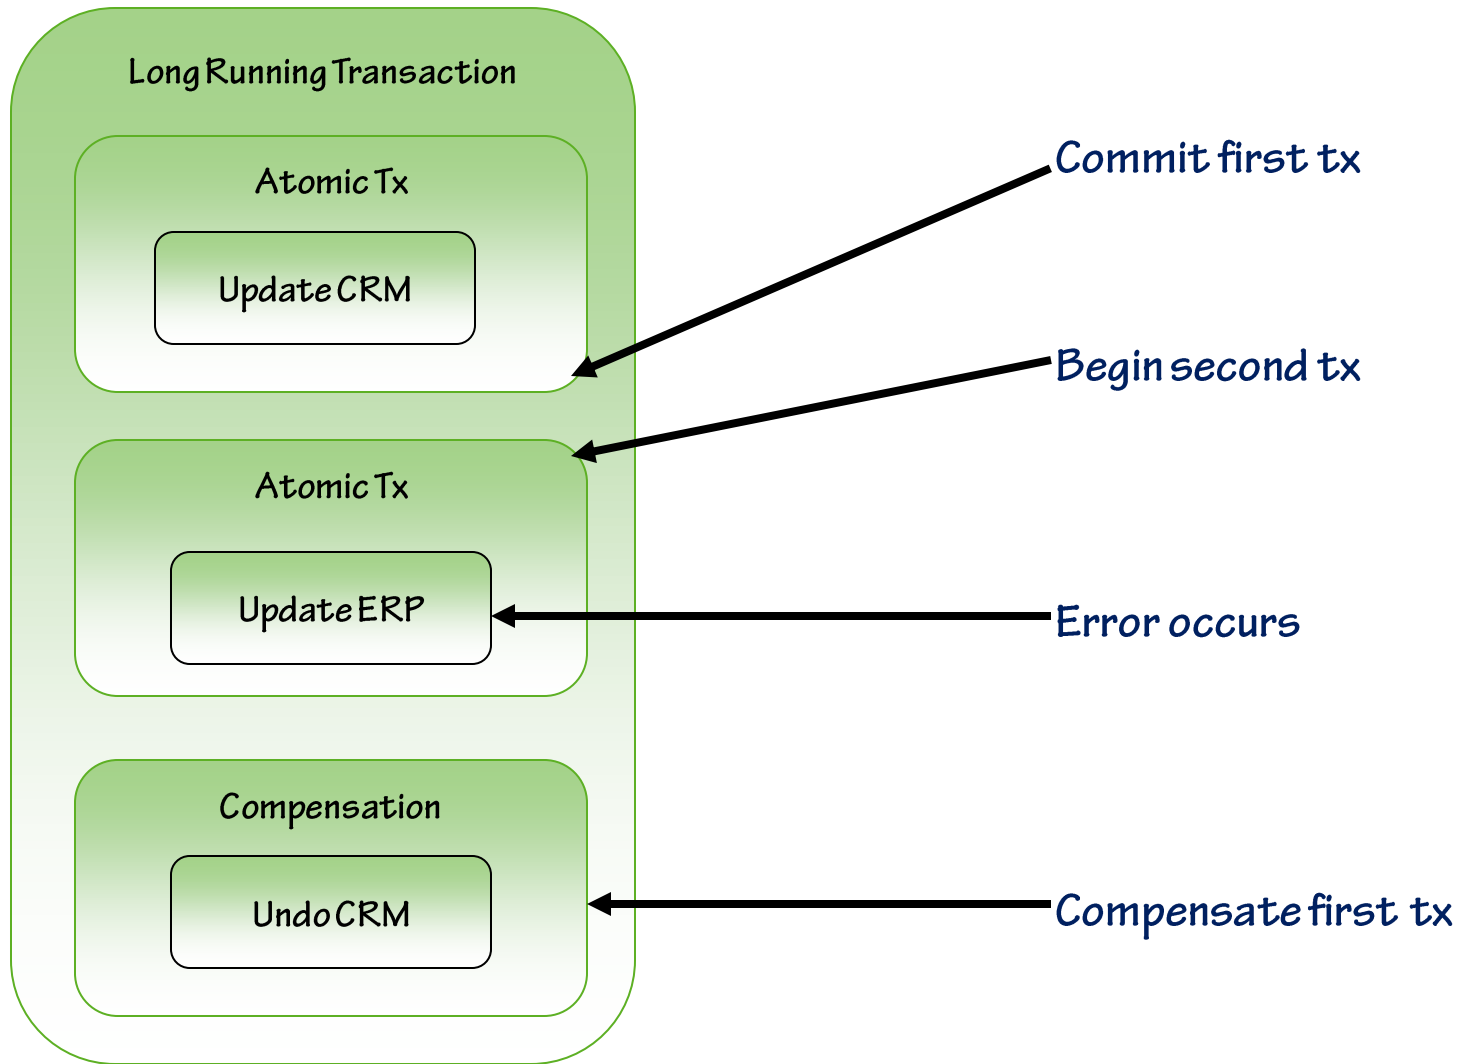 Long Running Transaction
Atomic Tx
Commit first tx
Update CRM
Begin second tx
Atomic Tx
Update ERP
Error occurs
Compensation
Undo CRM
Compensate first tx